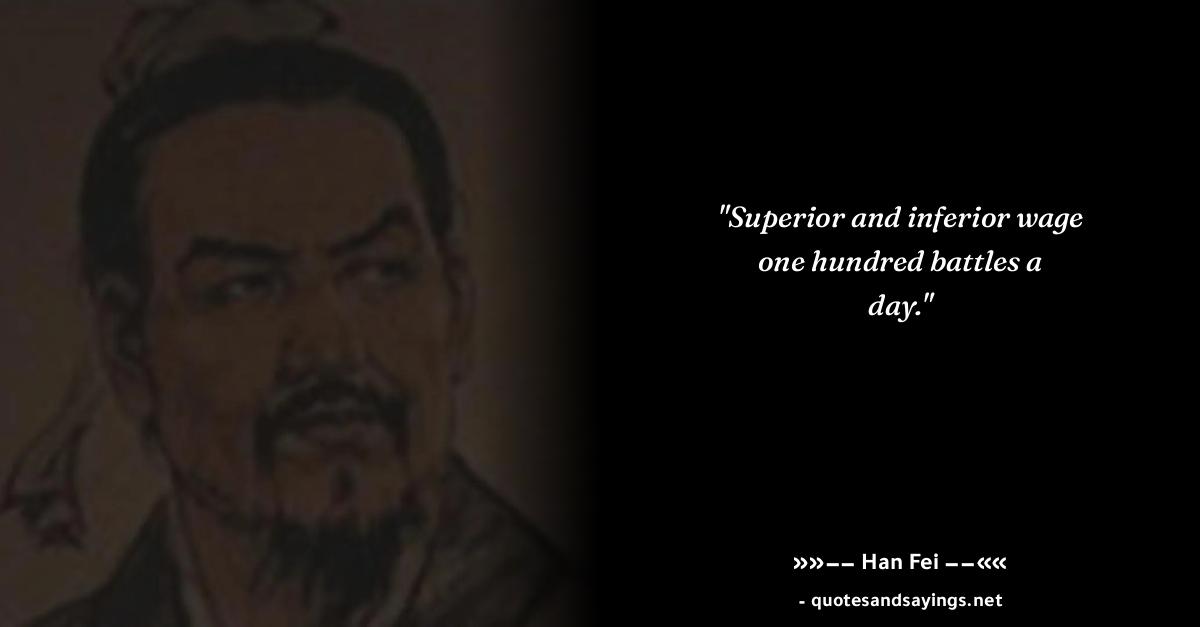 "Superior and inferior wage
one hundred battles a
day."
»»–– Han Fei ––««
- quotesandsayings.net